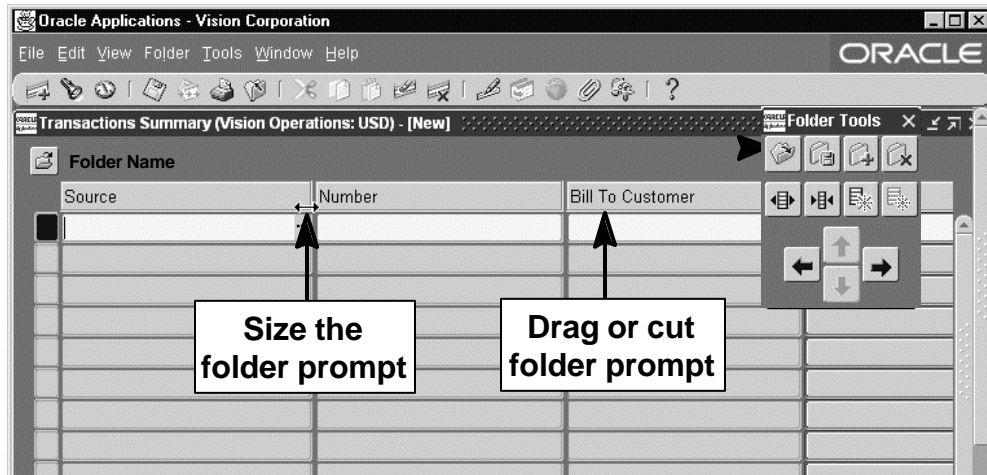 Oracle Applications - Vision Corporation
File Edit View Folder Tools Window Help
ORACLE
?
Transactions Summary (Vision Operations: USD) - [New]
Folder Tools
Folder Name
Source Number Bill To Customer
Size the
folder prompt
Drag or cut
folder prompt